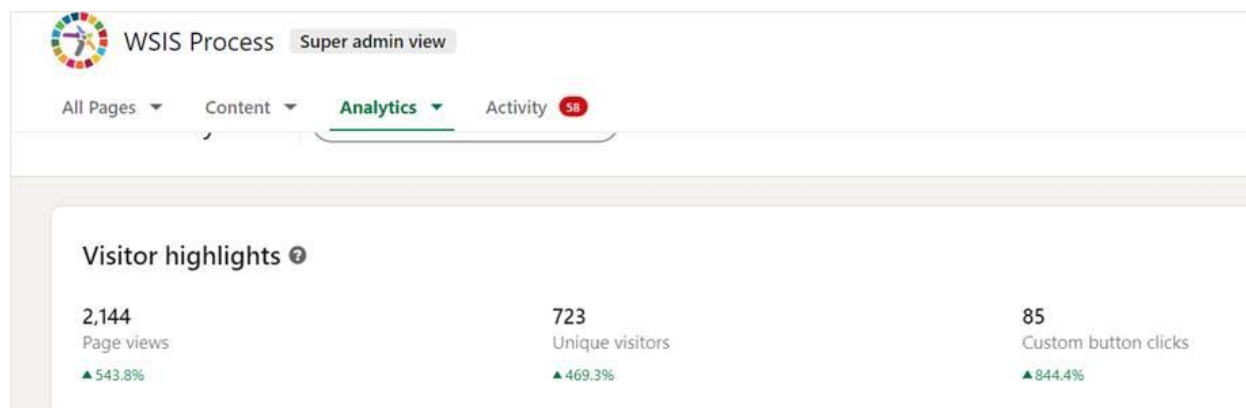 WSIS Process Super admin view
All Pages Content Analytics Activity 58
Visitor highlights
2,144 723 85
Page views Unique visitors Custom button clicks
▲543.8% ▲469.3% ▲844.4%